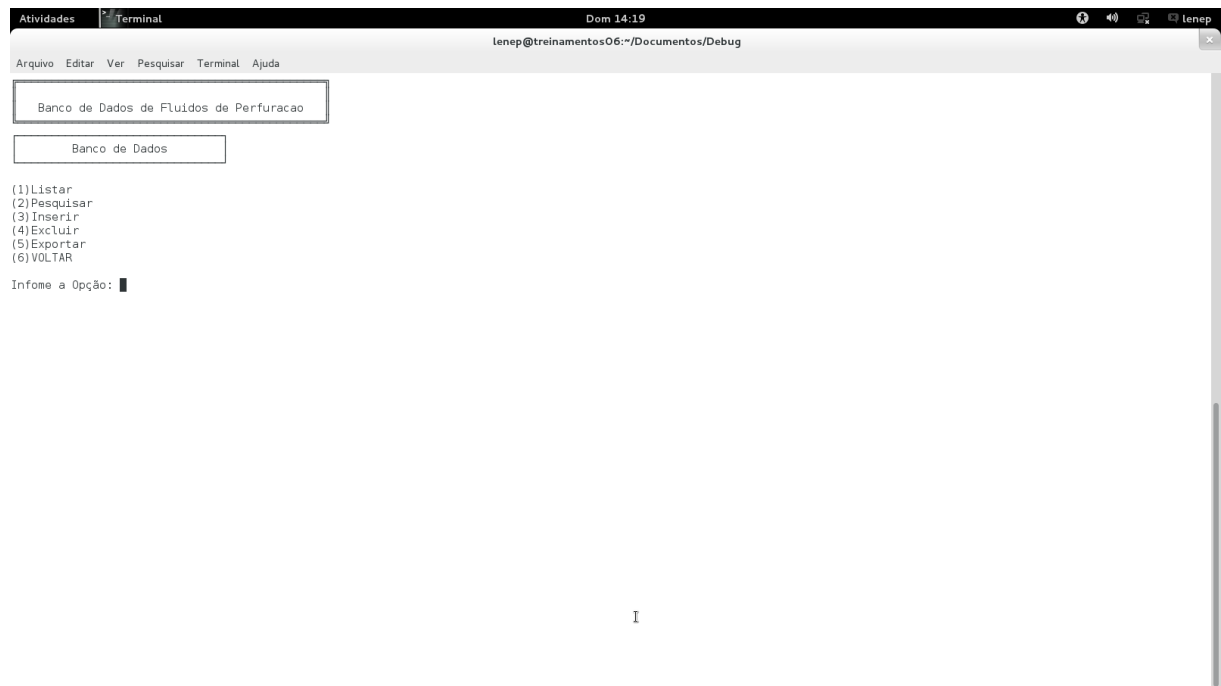 Atividades Terminal Dom 14:19 lenep
lenep@treinamentos06:~/Documentos/Debug
Arquivo Editar Ver Pesquisar Terminal Ajuda
Banco de Dados de Fluidos de Perfuracao
Banco de Dados
(1)Listar
(2)Pesquisar
(3)Inserir
(4)Excluir
(5)Exportar
(6)VOLTAR
Infome a Opção: